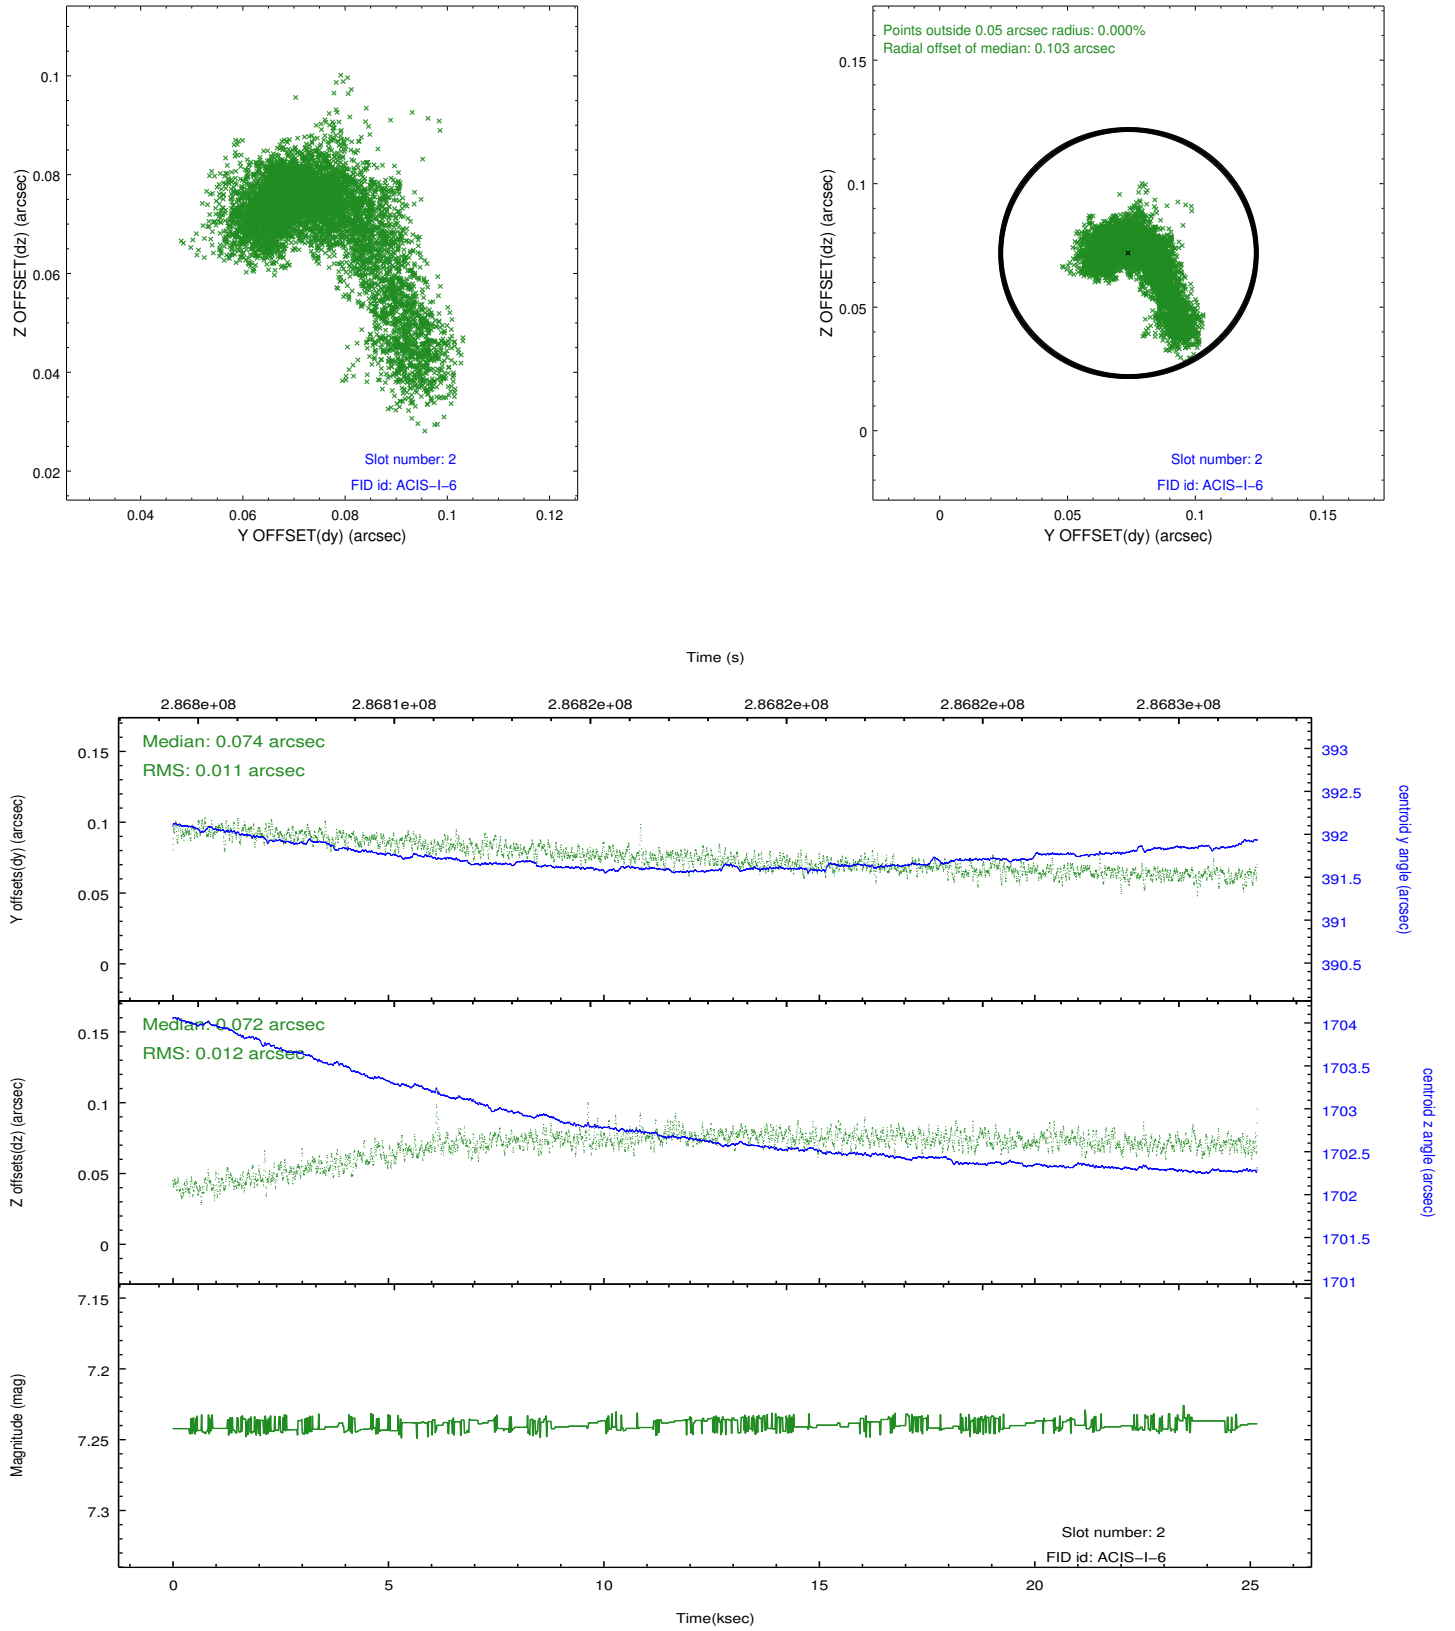 0.1
0.08
0.06
0.04
0.02
Z OFFSET(dz) (arcsec)
Slot number: 2
FID id: ACIS−I−6
0.04
0.06
0.08
0.1
0.12
Y OFFSET(dy) (arcsec)
Points outside 0.05 arcsec radius: 0.000%
Radial offset of median: 0.103 arcsec
0.15
0.1
0.05
0
Z OFFSET(dz) (arcsec)
Slot number: 2
FID id: ACIS−I−6
0
0.05
0.1
0.15
Y OFFSET(dy) (arcsec)
Time (s)
2.868e+08
2.8681e+08
2.8682e+08
2.8682e+08
2.8682e+08
2.8683e+08
Median: 0.074 arcsec
RMS: 0.011 arcsec
0.15
0.1
0.05
0
Y offsets(dy) (arcsec)
393
392.5
392
391.5
391
390.5
centroid y angle (arcsec)
Median: 0.072 arcsec
RMS: 0.012 arcsec
0.15
0.1
0.05
0
Z offsets(dz) (arcsec)
1704
1703.5
1703
1702.5
1702
1701.5
1701
centroid z angle (arcsec)
7.15
7.2
7.25
7.3
Magnitude (mag)
Slot number: 2
FID id: ACIS−I−6
0
5
10
15
20
25
Time(ksec)